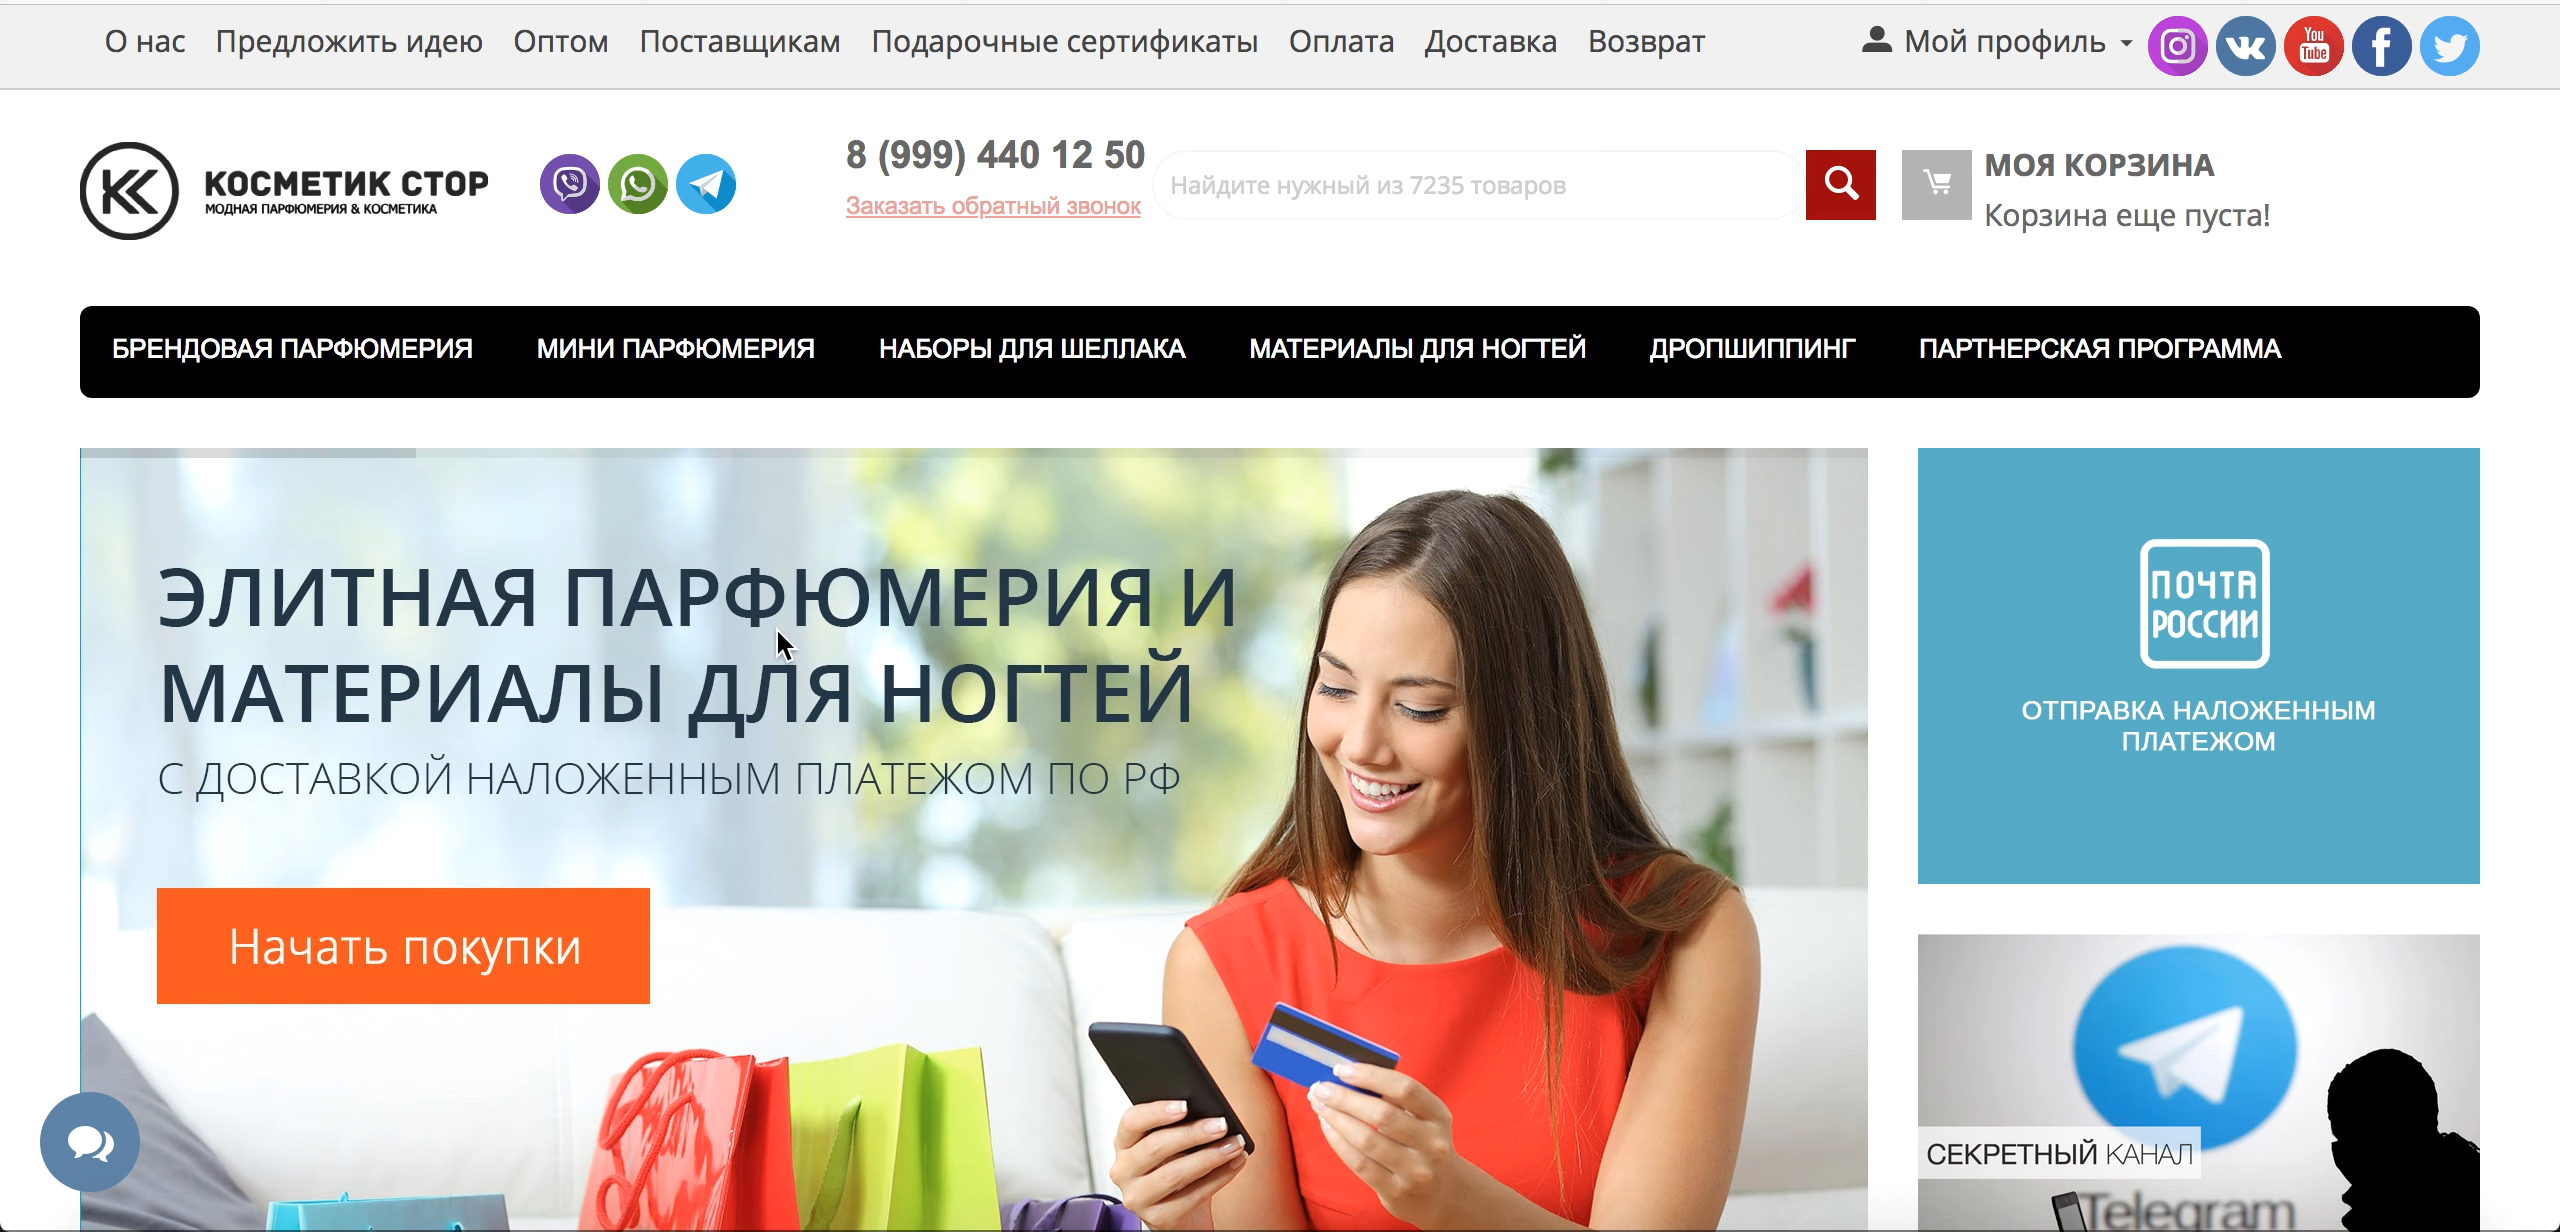 О нас Предложить идею Оптом Поставщикам Подарочные сертификаты Оплата Доставка Возврат Мой профиль
You
Tube
КОСМЕТИК СТОР
МОДНАЯ ПАРФЮМЕРИЯ & КОСМЕТИКА
8 (999) 440 12 50
Заказать обратный звонок
Найдите нужный из 7235 товаров
МОЯ КОРЗИНА
Корзина еще пуста!
БРЕНДОВАЯ ПАРФЮМЕРИЯ МИНИ ПАРФЮМЕРИЯ НАБОРЫ ДЛЯ ШЕЛЛАКА МАТЕРИАЛЫ ДЛЯ НОГТЕЙ ДРОПШИППИНГ ПАРТНЕРСКАЯ ПРОГРАММА
ЭЛИТНАЯ ПАРФЮМЕРИЯ И
МАТЕРИАЛЫ ДЛЯ НОГТЕЙ
С ДОСТАВКОЙ НАЛОЖЕННЫМ ПЛАТЕЖОМ ПО РФ
Начать покупки
ПОЧТА
РОССИИ
ОТПРАВКА НАЛОЖЕННЫМ
ПЛАТЕЖОМ
СЕКРЕТНЫЙ КАНАЛ
Telegram